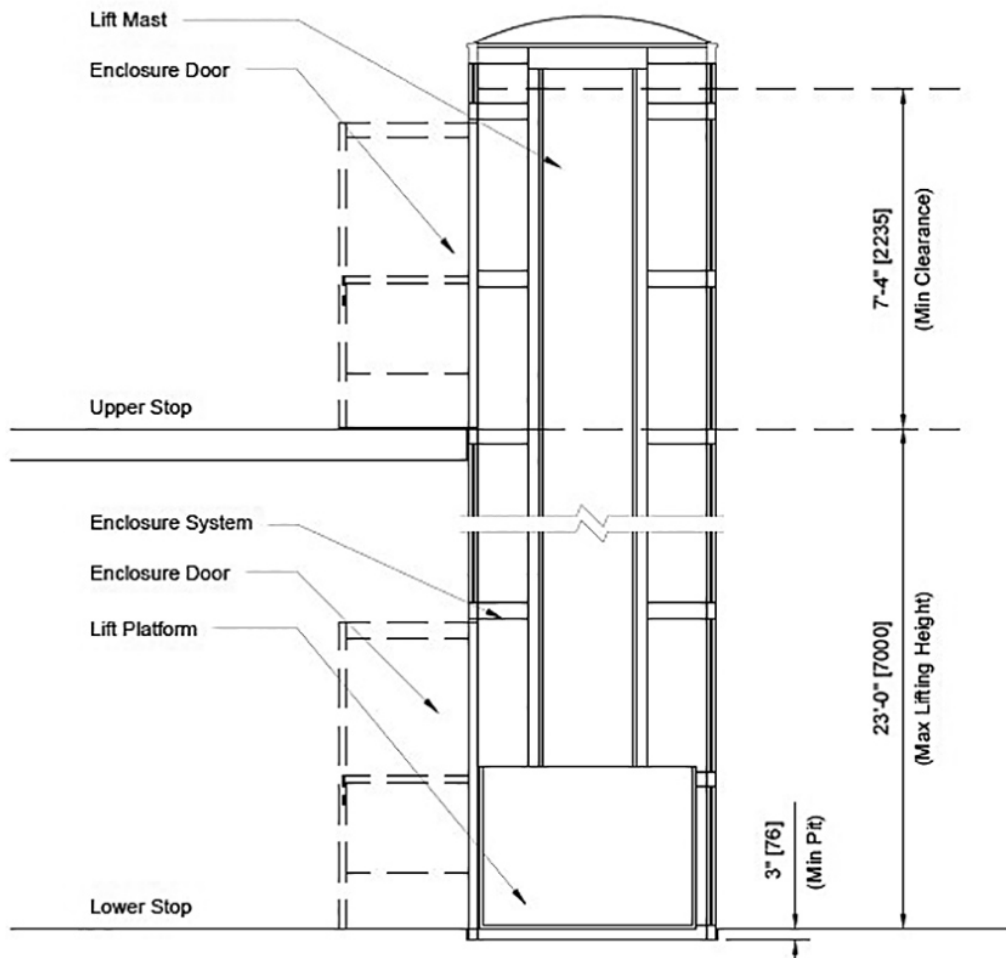 Lift Mast
Enclosure Door
7'-4" [2235]
(Min Clearance)
Upper Stop
Enclosure System
Enclosure Door
Lift Platform
23'-0" [7000]
(Max Lifting Height)
3" [76]
(Min Pit)
Lower Stop